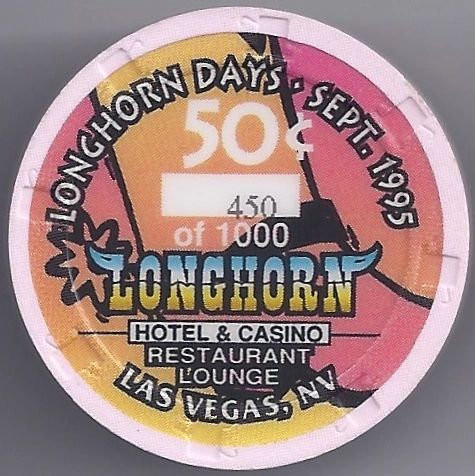 LONGHORN DAYS · SEPT. 1995
50¢
450
of 1000
LONGHORN
HOTEL & CASINO
RESTAURANT
LOUNGE
LAS VEGAS, NV